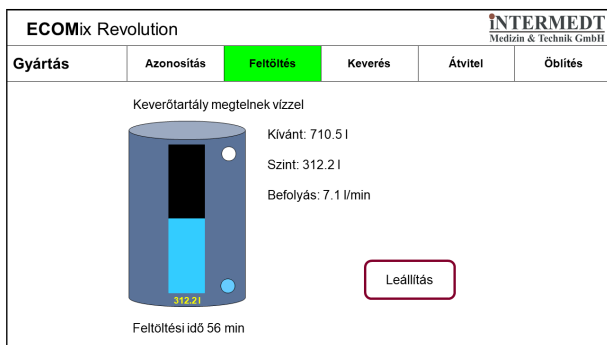 ECOMix Revolution
INTERMEDT
Medizin & Technik GmbH
Gyártás
Azonosítás
Feltöltés
Keverés
Átvitel
Öblítés
Keverőtartály megtelnek vízzel
Kívánt: 710.5 l
Szint: 312.2 l
Befolyás: 7.1 l/min
Leállítás
312.2 l
Feltöltési idő 56 min